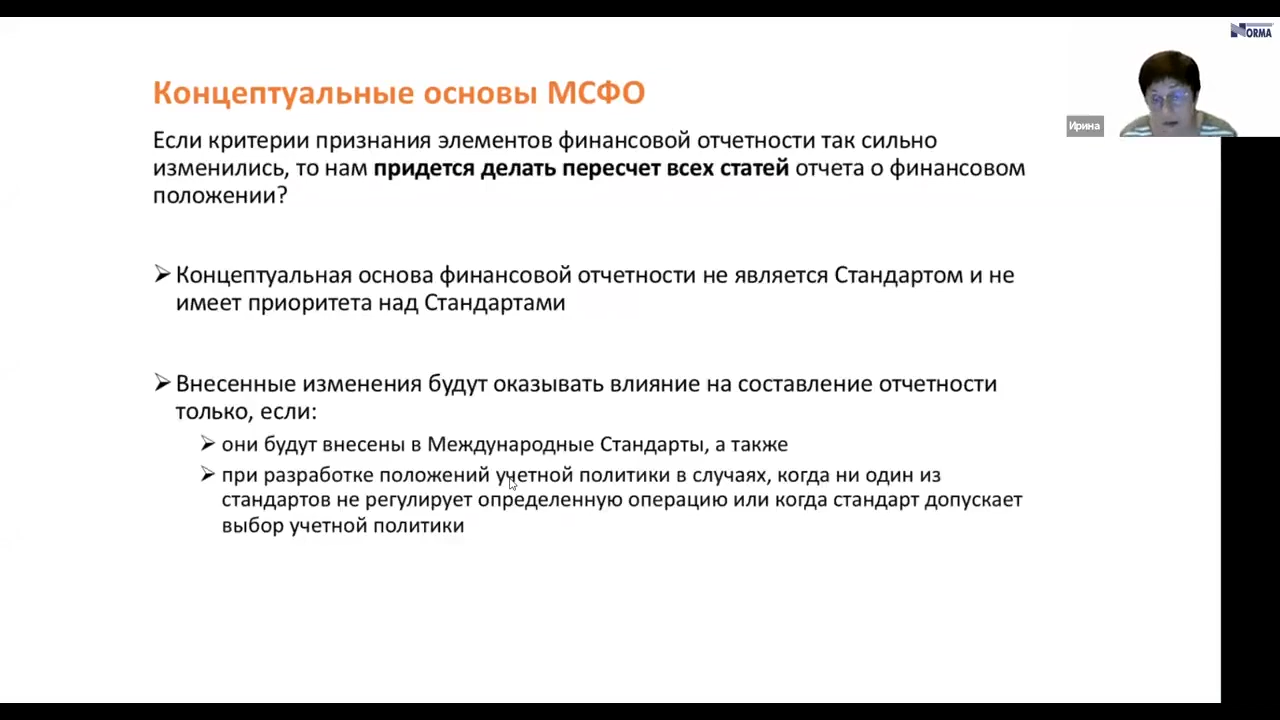 NORMA
Ирина
Концептуальные основы МСФО
Если критерии признания элементов финансовой отчетности так сильно
изменились, то нам придется делать пересчет всех статей отчета о финансовом
положении?
Концептуальная основа финансовой отчетности не является Стандартом и не
имеет приоритета над Стандартами
Внесенные изменения будут оказывать влияние на составление отчетности
только, если:
они будут внесены в Международные Стандарты, а также
при разработке положений учетной политики в случаях, когда ни один из
стандартов не регулирует определенную операцию или когда стандарт допускает
выбор учетной политики